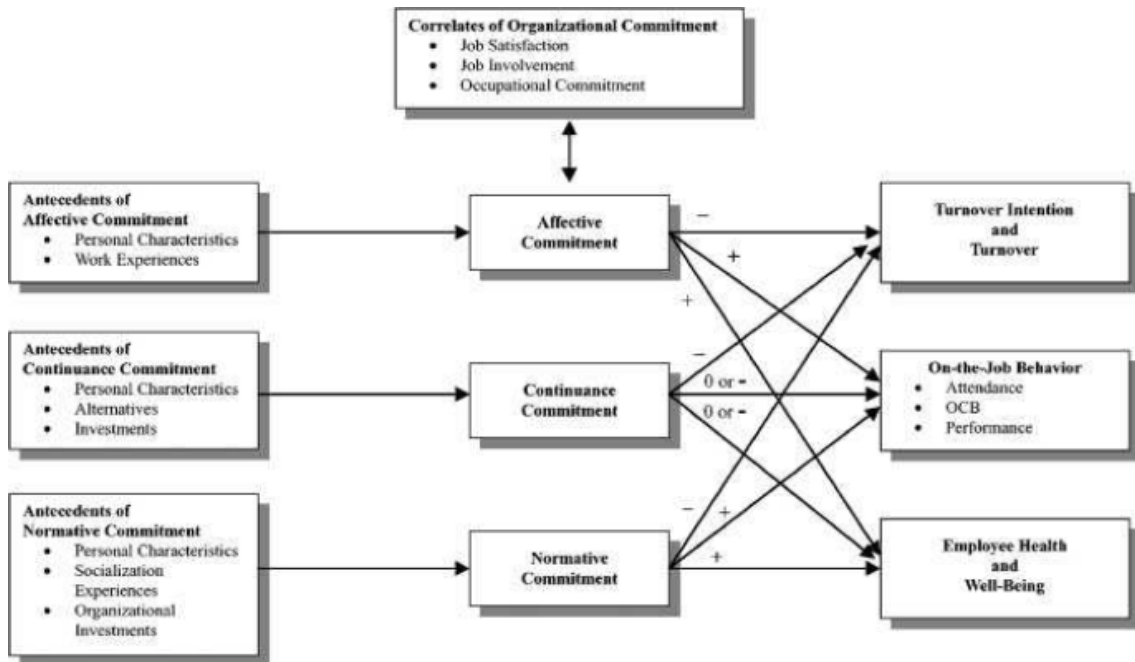 Correlates of Organizational Commitment
• Job Satisfaction
• Job Involvement
• Occupational Commitment
Antecedents of
Affective Commitment
• Personal Characteristics
• Work Experiences
Affective
Commitment
Turnover Intention
and
Turnover
−
+
+
Antecedents of
Continuance Commitment
• Personal Characteristics
• Alternatives
• Investments
Continuance
Commitment
−
0 or -
0 or -
On-the-Job Behavior
• Attendance
• OCB
• Performance
Antecedents of
Normative Commitment
• Personal Characteristics
• Socialization
Experiences
• Organizational
Investments
Normative
Commitment
− +
+
Employee Health
and
Well-Being